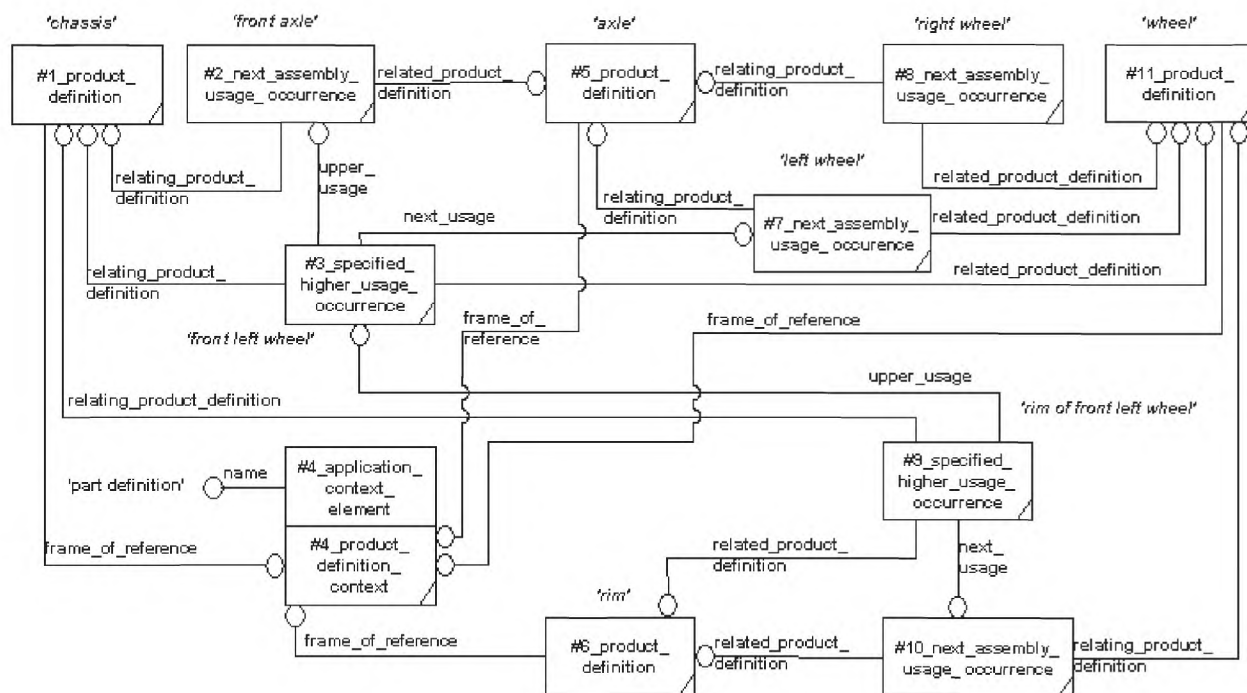 'chassis'
'front axle'
'axle'
'right wheel'
'wheel'
#1_product_
definition
#2_next_assembly_
usage_ occurrence
related_product_
definition
#5_product_
definition
relating_product_
definition
#8_next_assembly_
usage_ occurrence
#11_product_
definition
'left wheel'
relating_product_
definition
upper_
usage
relating_product_
definition
related_product_definition
next_usage
#7_next_assembly_
usage_ occurence
related_product_definition
#3_specified_
higher_usage_
occurrence
relating_product_
definition
related_product_definition
'front left wheel'
frame_of_
reference
frame_of_reference
upper_usage
relating_product_definition
'rim of front left wheel'
'part definition'
name
#4_application_
context_
element
#9_specified_
higher_usage_
occurrence
frame_of_reference
#4_product_
definition_
context
related_product_
definition
next_
usage
'rim'
frame_of_reference
#6_product_
definition
related_product_
definition
#10_next_assembly_
usage_ occurrence
relating_product_
definition